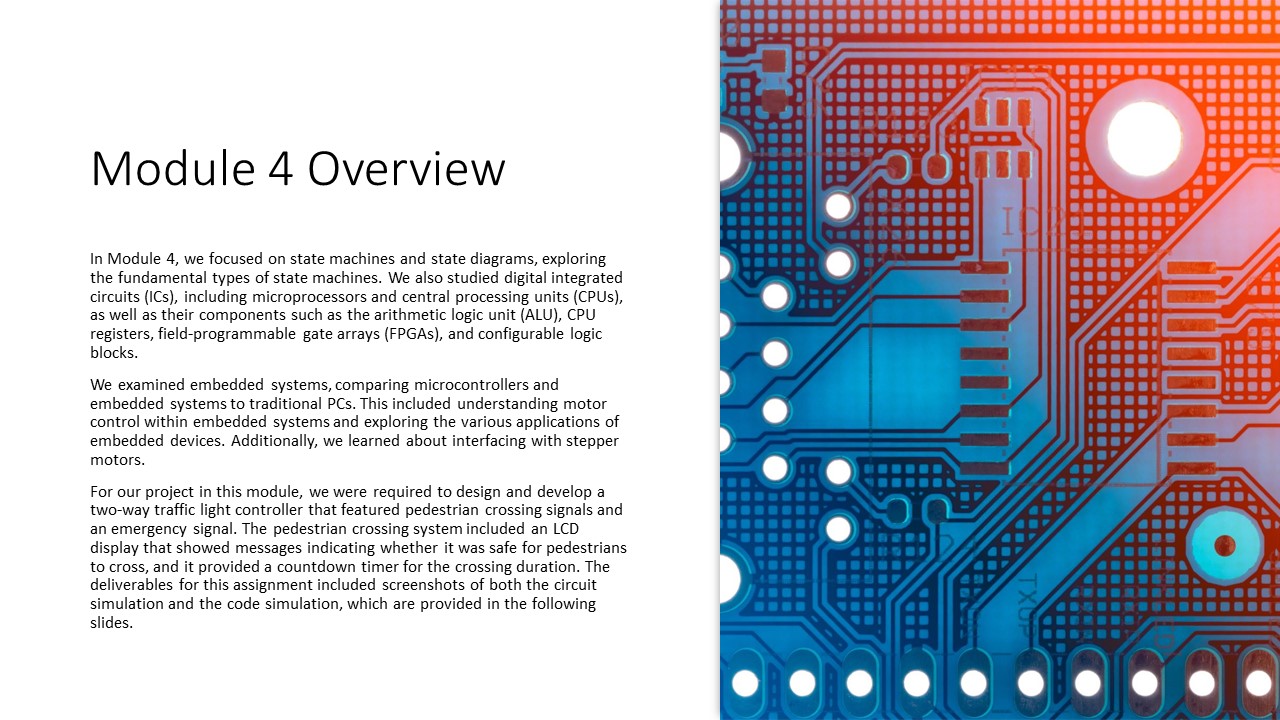 Module 4 Overview
In Module 4, we focused on state machines and state diagrams, exploring
the fundamental types of state machines. We also studied digital integrated
circuits (ICs), including microprocessors and central processing units (CPUs),
as well as their components such as the arithmetic logic unit (ALU), CPU
registers, field-programmable gate arrays (FPGAs), and configurable logic
blocks.
We examined embedded systems, comparing microcontrollers and
embedded systems to traditional PCs. This included understanding motor
control within embedded systems and exploring the various applications of
embedded devices. Additionally, we learned about interfacing with stepper
motors.
For our project in this module, we were required to design and develop a
two-way traffic light controller that featured pedestrian crossing signals and
an emergency signal. The pedestrian crossing system included an LCD
display that showed messages indicating whether it was safe for pedestrians
to cross, and it provided a countdown timer for the crossing duration. The
deliverables for this assignment included screenshots of both the circuit
simulation and the code simulation, which are provided in the following
slides.
IC21